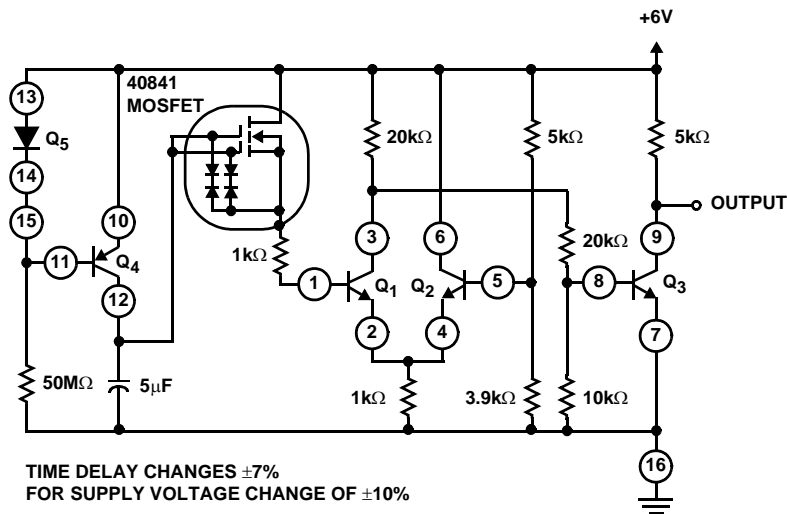 +6V
40841
MOSFET
13
Q5
14
15
10
11
Q4
12
50MΩ
5μF
1kΩ
20kΩ
3
1
Q1
2
6
Q2
5
4
1kΩ
5kΩ
3.9kΩ
20kΩ
10kΩ
5kΩ
OUTPUT
9
8
Q3
7
16
TIME DELAY CHANGES ±7%
FOR SUPPLY VOLTAGE CHANGE OF ±10%